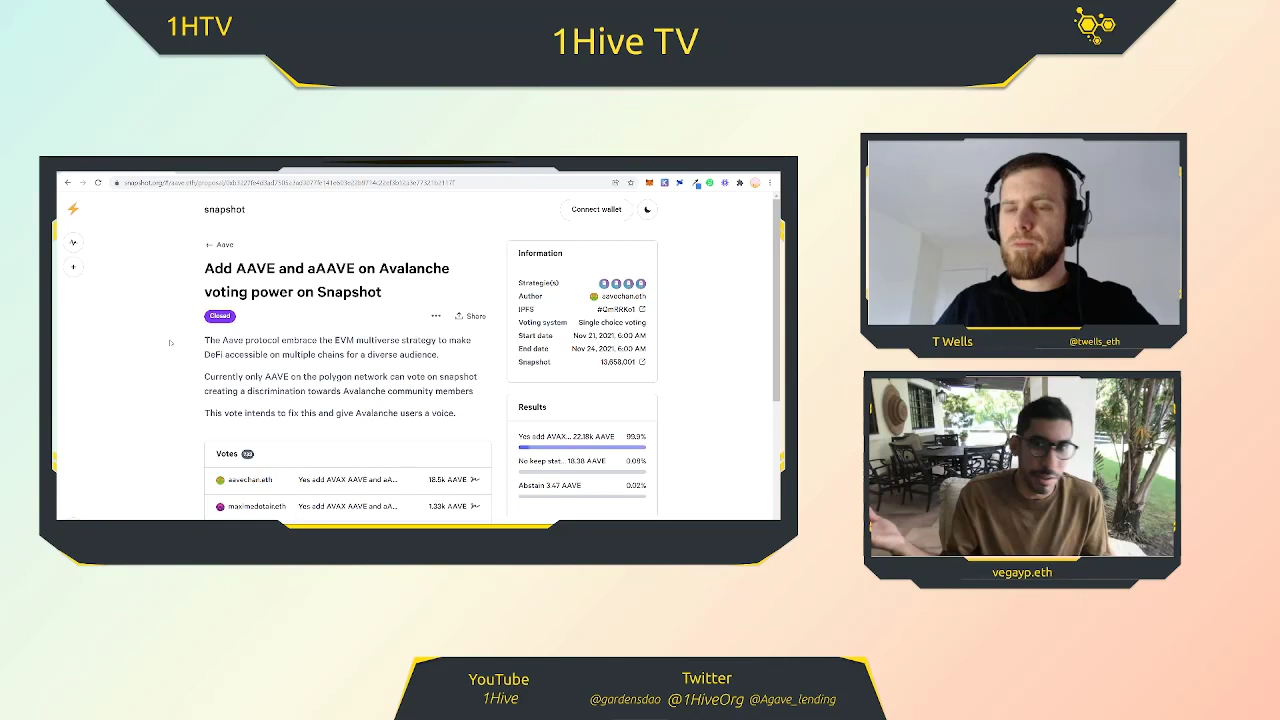 1HTV
1Hive TV
snapshot
Connect wallet
← Aave
Add AAVE and aAAVE on Avalanche
voting power on Snapshot
Closed
Share
The Aave protocol embrace the EVM multiverse strategy to make
DeFi accessible on multiple chains for a diverse audience.
Currently only AAVE on the polygon network can vote on snapshot
creating a discrimination towards Avalanche community members
This vote intends to fix this and give Avalanche users a voice.
Votes
aavechan.eth Yes add AVAX AAVE and aA... 18.5k AAVE
maximedotair.eth Yes add AVAX AAVE and aA... 1.33k AAVE
Information
Strategie(s)
Author aavechan.eth
IPFS #QmRRKo1
Voting system Single choice voting
Start date Nov 21, 2021, 6:00 AM
End date Nov 24, 2021, 6:00 AM
Snapshot 13,658,001
Results
Yes add AVAX... 22.18k AAVE 99.9%
No keep stat... 18.38 AAVE 0.08%
Abstain 3.47 AAVE 0.02%
T Wells @twells_eth
vegayp.eth
YouTube
1Hive
Twitter
@gardensdao @1HiveOrg @Agave_lending